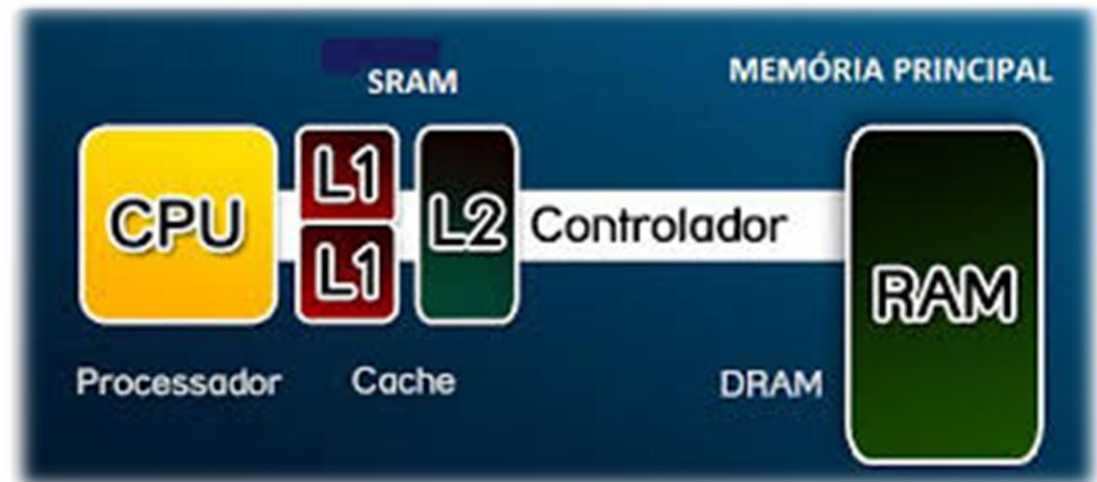 SRAM
MEMÓRIA PRINCIPAL
CPU
L1
L1
L2
Controlador
RAM
Processador
Cache
DRAM